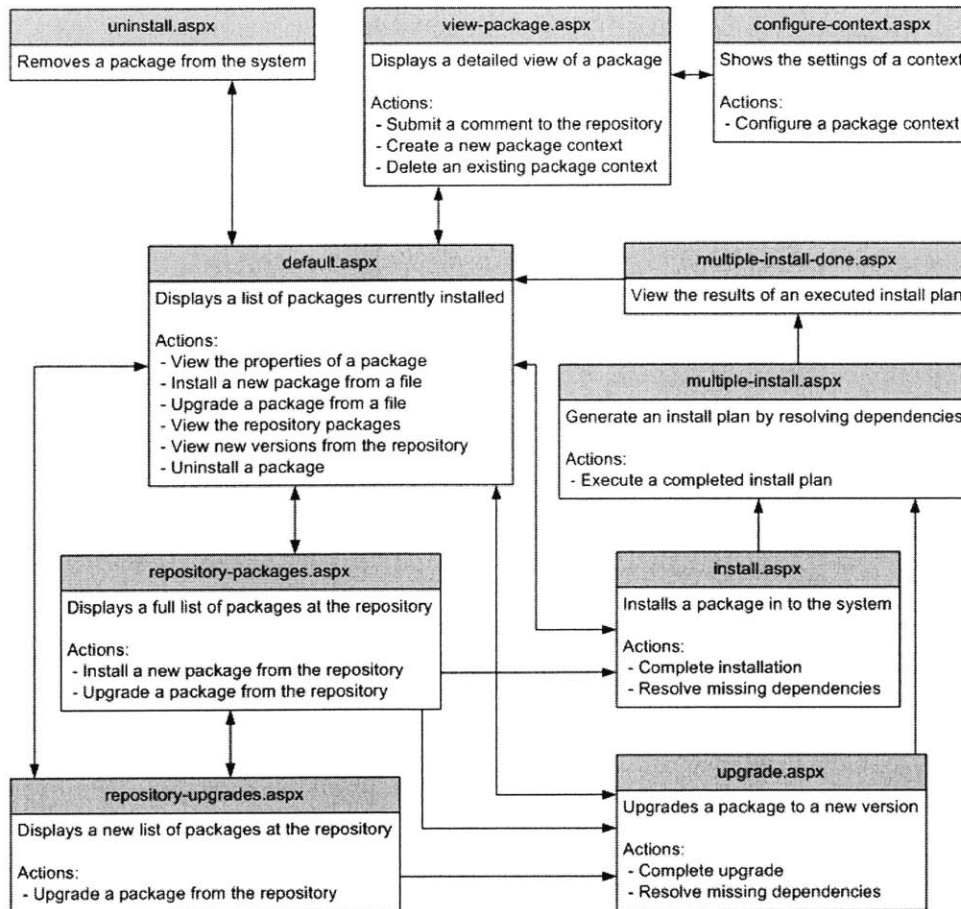 uninstall.aspx
Removes a package from the system
view-package.aspx
Displays a detailed view of a package
Actions:
- Submit a comment to the repository
- Create a new package context
- Delete an existing package context
configure-context.aspx
Shows the settings of a context
Actions:
- Configure a package context
default.aspx
Displays a list of packages currently installed
Actions:
- View the properties of a package
- Install a new package from a file
- Upgrade a package from a file
- View the repository packages
- View new versions from the repository
- Uninstall a package
multiple-install-done.aspx
View the results of an executed install plan
multiple-install.aspx
Generate an install plan by resolving dependencies
Actions:
- Execute a completed install plan
repository-packages.aspx
Displays a full list of packages at the repository
Actions:
- Install a new package from the repository
- Upgrade a package from the repository
install.aspx
Installs a package in to the system
Actions:
- Complete installation
- Resolve missing dependencies
repository-upgrades.aspx
Displays a new list of packages at the repository
Actions:
- Upgrade a package from the repository
upgrade.aspx
Upgrades a package to a new version
Actions:
- Complete upgrade
- Resolve missing dependencies